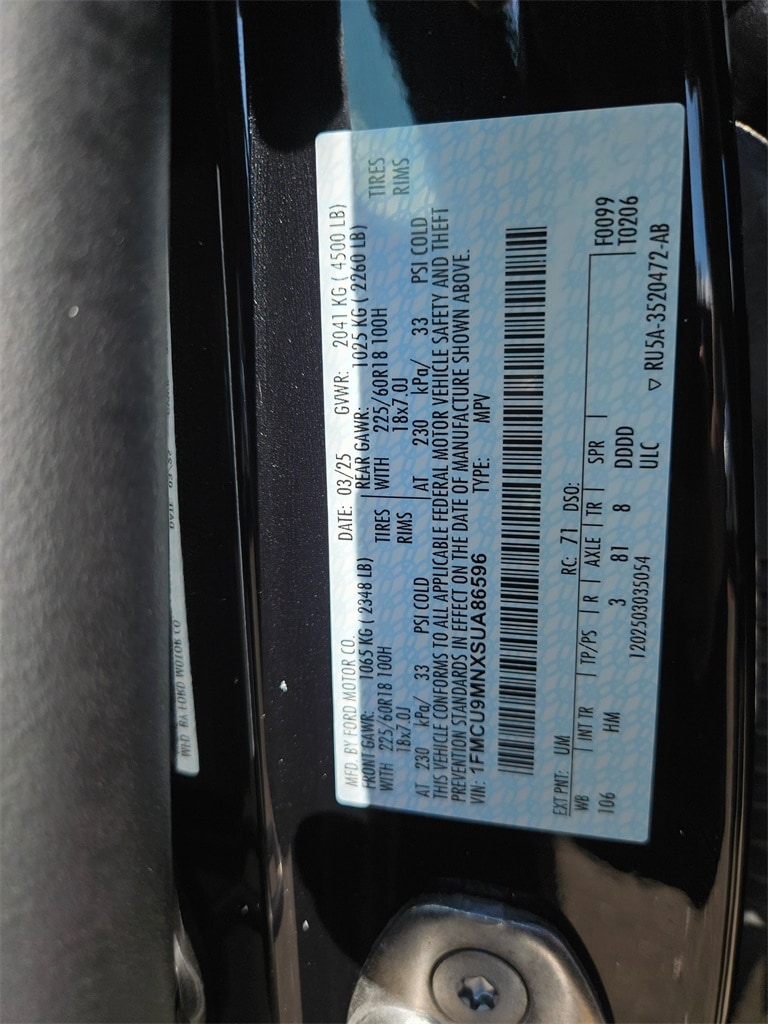 MFD. BY FORD MOTOR CO. DATE: 03/25 GVWR: 2041 KG ( 4500 LB)
FRONT GAWR: 1065 KG ( 2348 LB) REAR GAWR: 1025 KG ( 2260 LB)
WITH 225/60R18 100H TIRES WITH 225/60R18 100H TIRES
18x7.0J RIMS 18x7.0J RIMS
AT 230 kPa/ 33 PSI COLD AT 230 kPa/ 33 PSI COLD
THIS VEHICLE CONFORMS TO ALL APPLICABLE FEDERAL MOTOR VEHICLE SAFETY AND THEFT
PREVENTION STANDARDS IN EFFECT ON THE DATE OF MANUFACTURE SHOWN ABOVE.
VIN: 1FMCU9MNXSUA86596 TYPE: MPV
EXT PNT: UM RC: 71 DSO: F0099
WB INT TR TP/PS R AXLE TR SPR T0206
106 HM 3 81 8 DDDD
1202503035054 ULC ▽ RU5A-3520472-AB